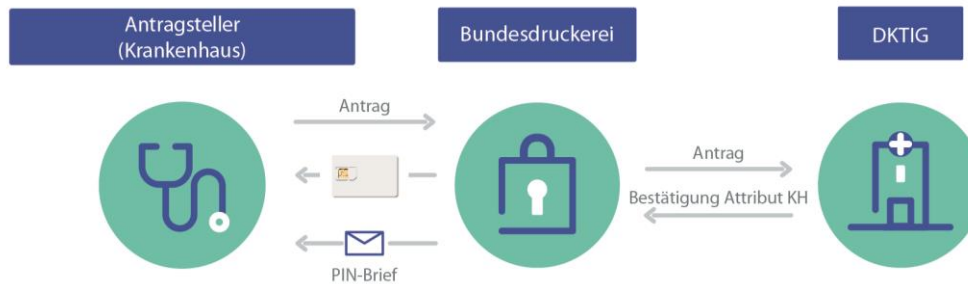 Antragsteller
(Krankenhaus)
Bundesdruckerei
DKTIG
Antrag
Antrag
Bestätigung Attribut KH
PIN-Brief